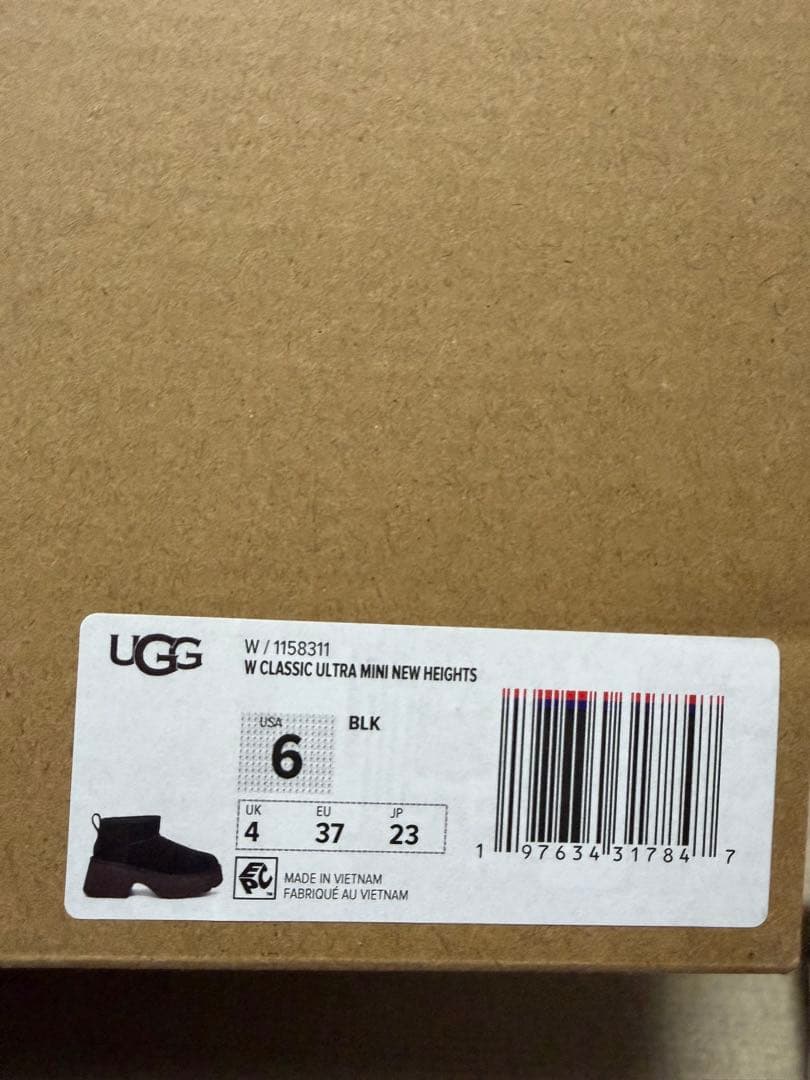 UGG
W / 1158311
W CLASSIC ULTRA MINI NEW HEIGHTS
USA
6
BLK
UK EU JP
4 37 23
EPC™
MADE IN VIETNAM
FABRIQUÉ AU VIETNAM
1 97634 31784 7